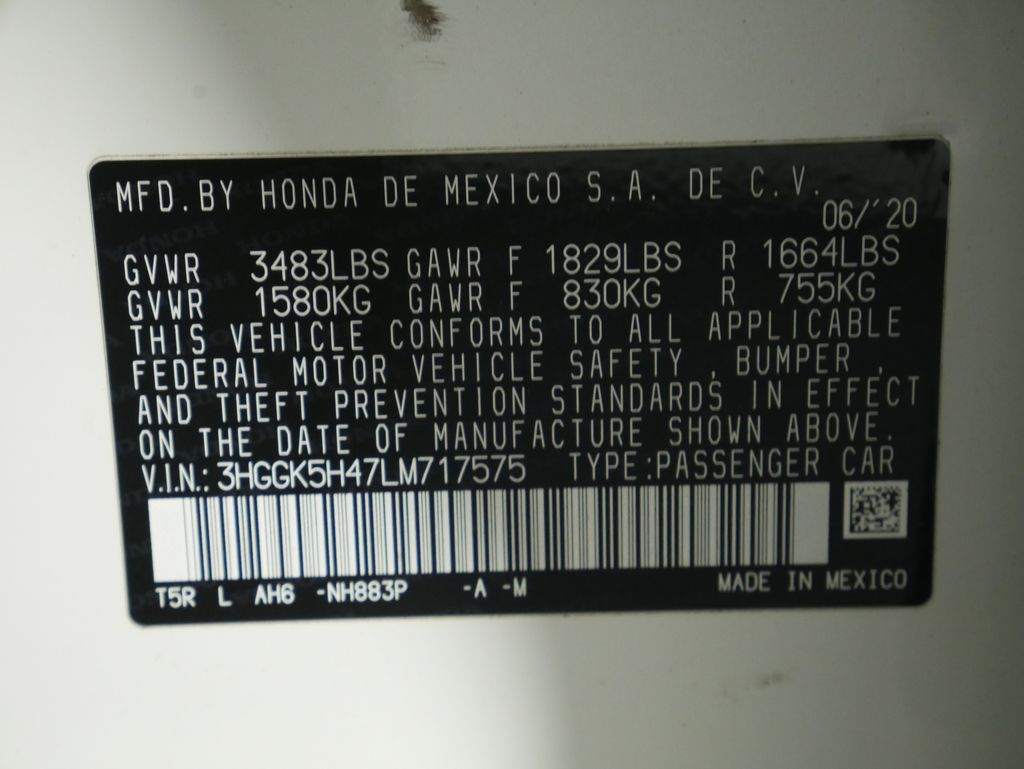 MFD. BY HONDA DE MEXICO S.A. DE C.V.
06/'20
GVWR 3483LBS GAWR F 1829LBS R 1664LBS
GVWR 1580KG GAWR F 830KG R 755KG
THIS VEHICLE CONFORMS TO ALL APPLICABLE
FEDERAL MOTOR VEHICLE SAFETY , BUMPER ,
AND THEFT PREVENTION STANDARDS IN EFFECT
ON THE DATE OF MANUFACTURE SHOWN ABOVE.
V.I.N.: 3HGGK5H47LM717575 TYPE:PASSENGER CAR
T5R L AH6 -NH883P -A -M MADE IN MEXICO